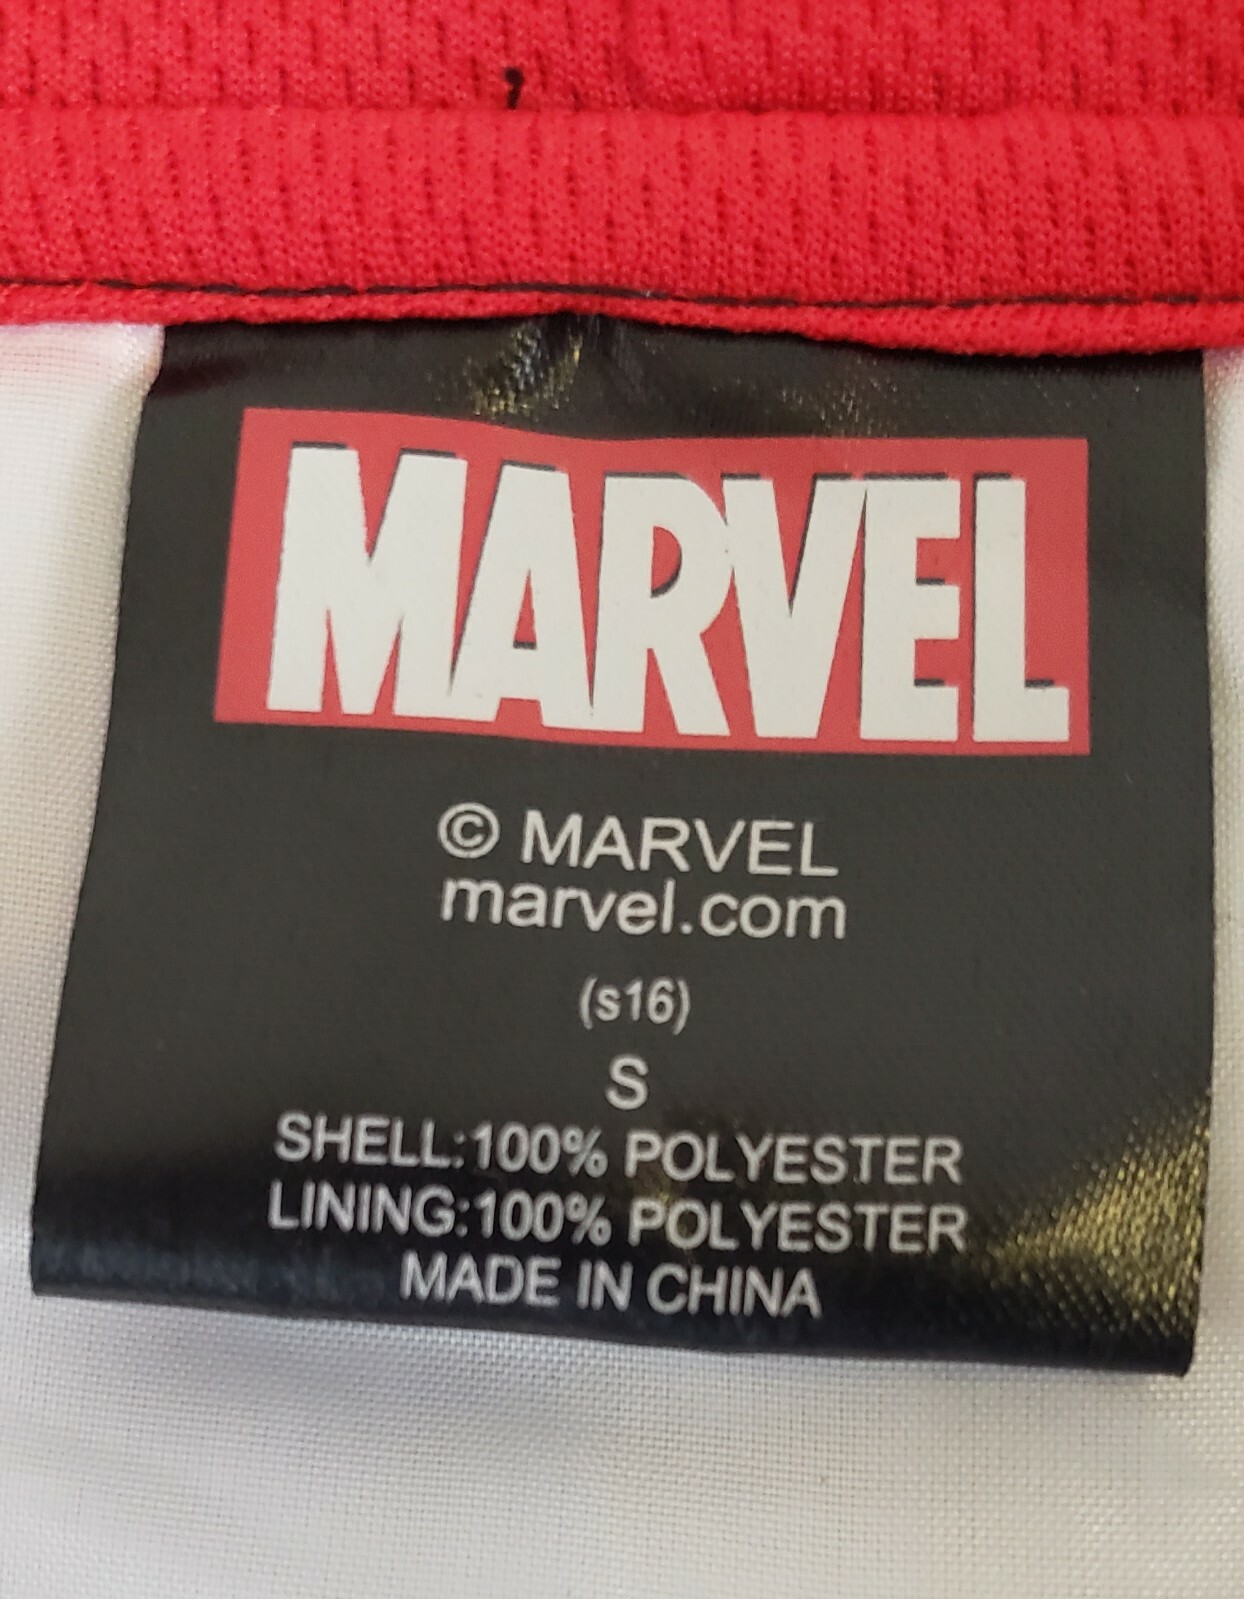 MARVEL
© MARVEL
marvel.com
(s16)
S
SHELL:100% POLYESTER
LINING:100% POLYESTER
MADE IN CHINA